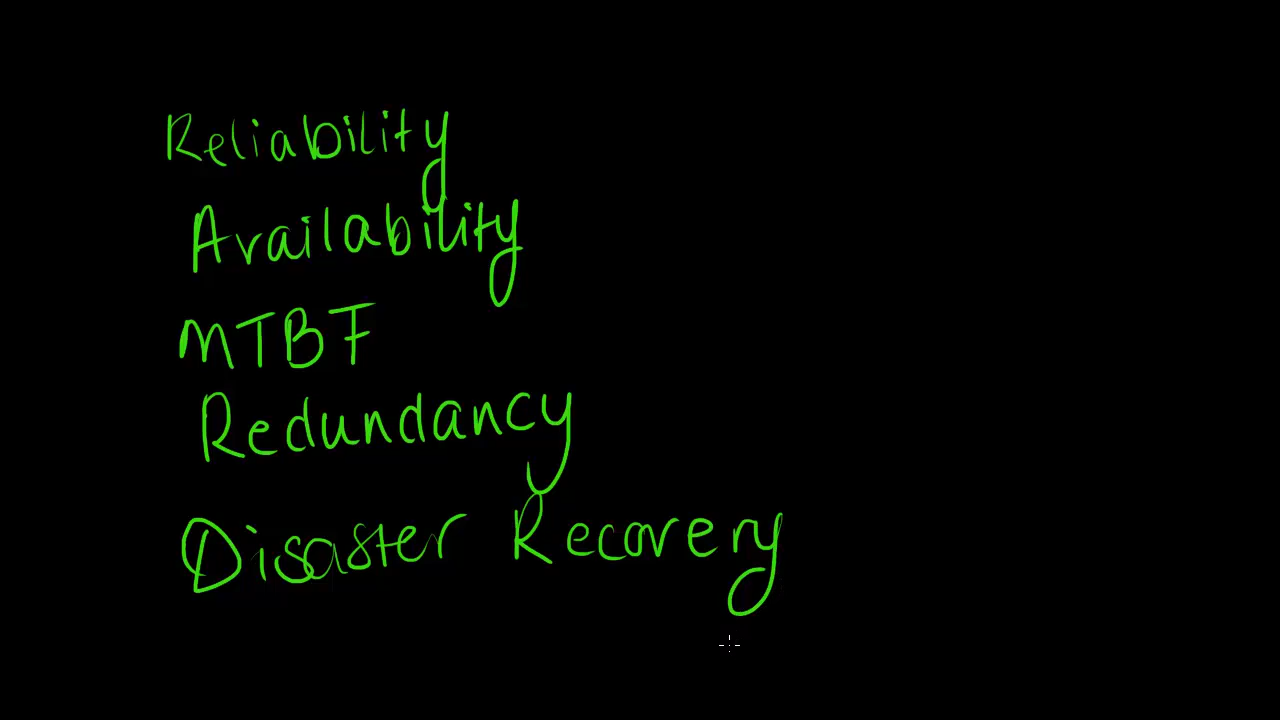 Reliability
Availability
MTBF
Redundancy
Disaster Recovery